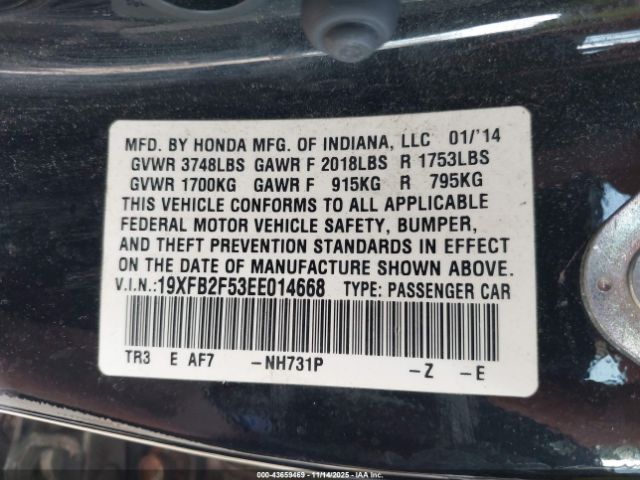 MFD. BY HONDA MFG. OF INDIANA, LLC 01/'14
GVWR 3748LBS GAWR F 2018LBS R 1753LBS
GVWR 1700KG GAWR F 915KG R 795KG
THIS VEHICLE CONFORMS TO ALL APPLICABLE
FEDERAL MOTOR VEHICLE SAFETY, BUMPER,
AND THEFT PREVENTION STANDARDS IN EFFECT
ON THE DATE OF MANUFACTURE SHOWN ABOVE.
V.I.N.:19XFB2F53EE014668 TYPE: PASSENGER CAR
TR3 E AF7 -NH731P -Z -E
© IAA 43659469 - 11/14/2025 - IAAI.COM